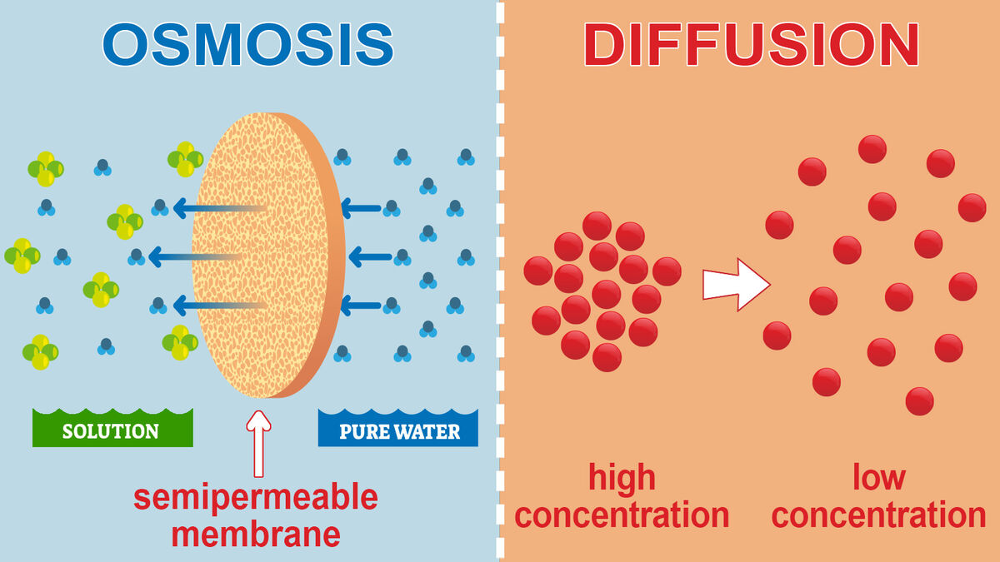 OSMOSIS
SOLUTION
PURE WATER
semipermeable
membrane
DIFFUSION
high
concentration
low
concentration